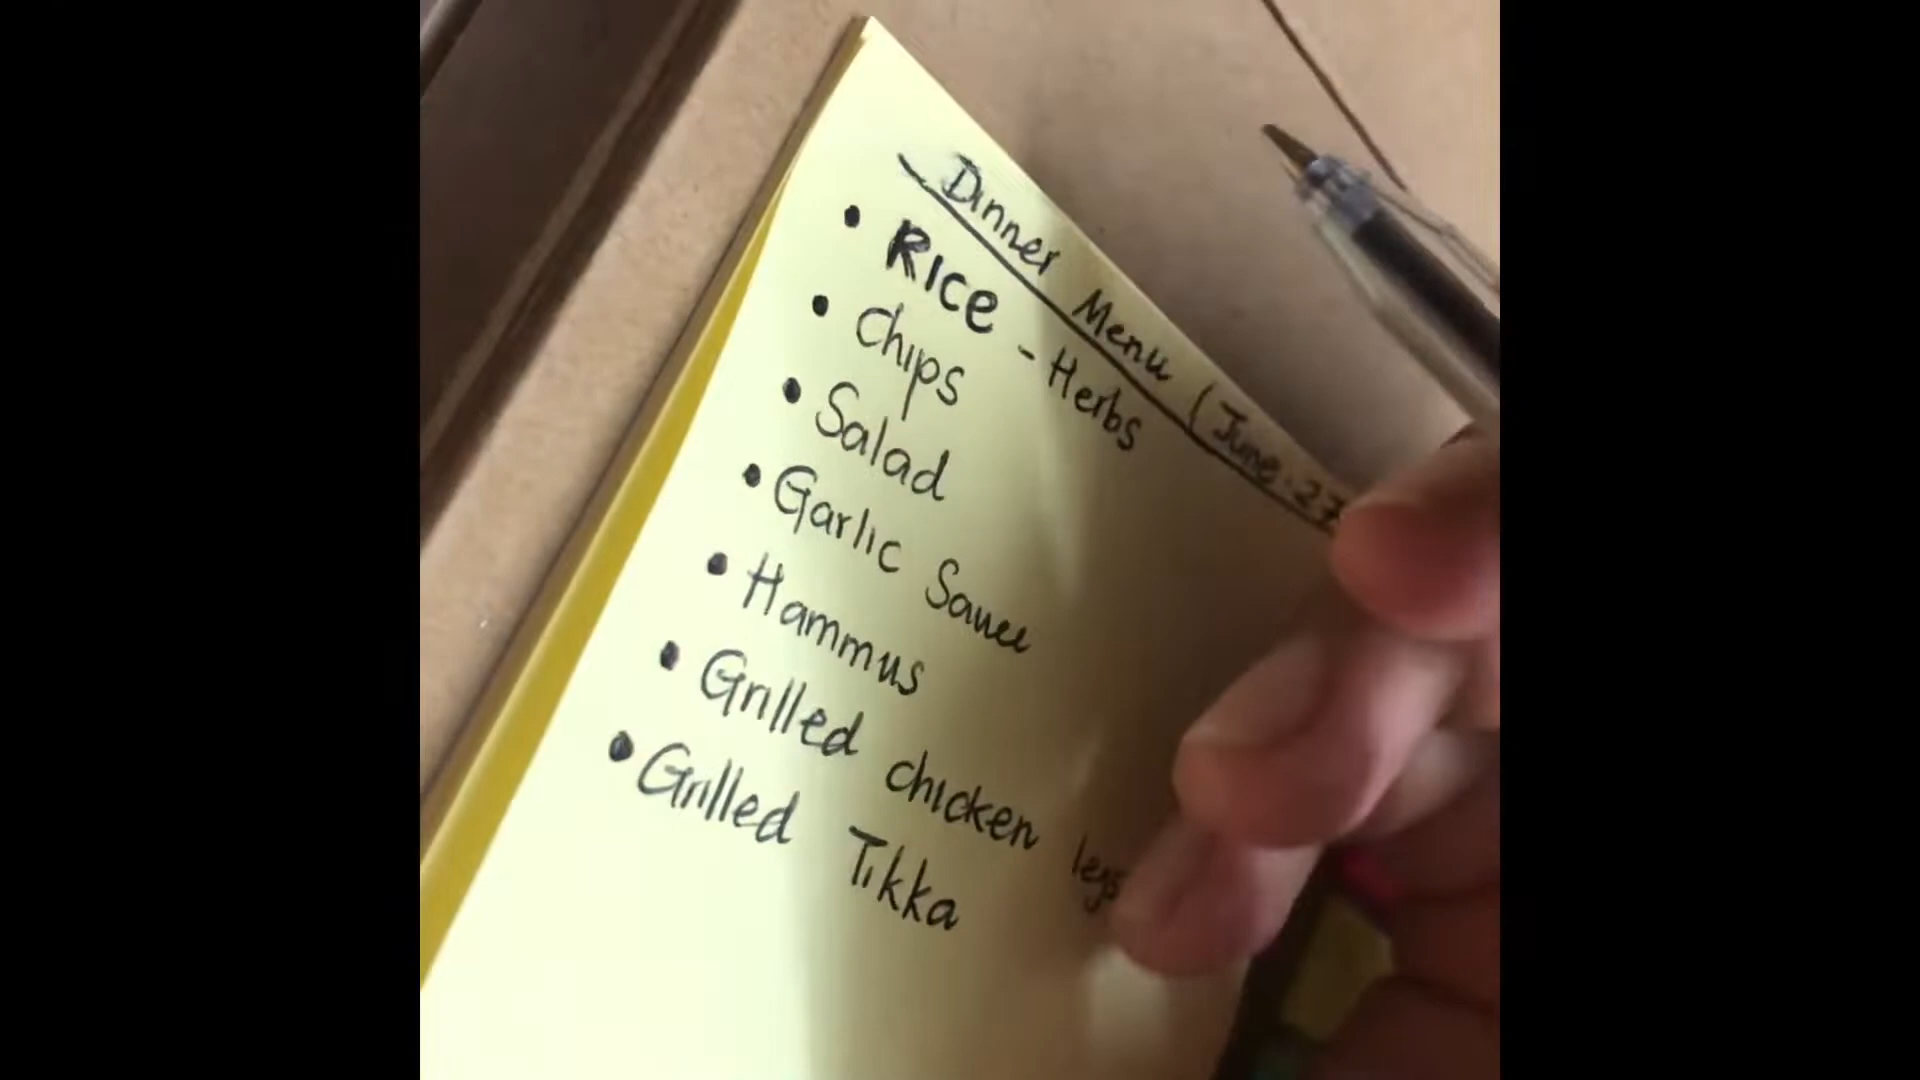 Dinner Menu (June. 27
• RICE - Herbs
• Chips
• Salad
• Garlic Sauce
• Hammus
• Grilled chicken legs
• Grilled Tikka